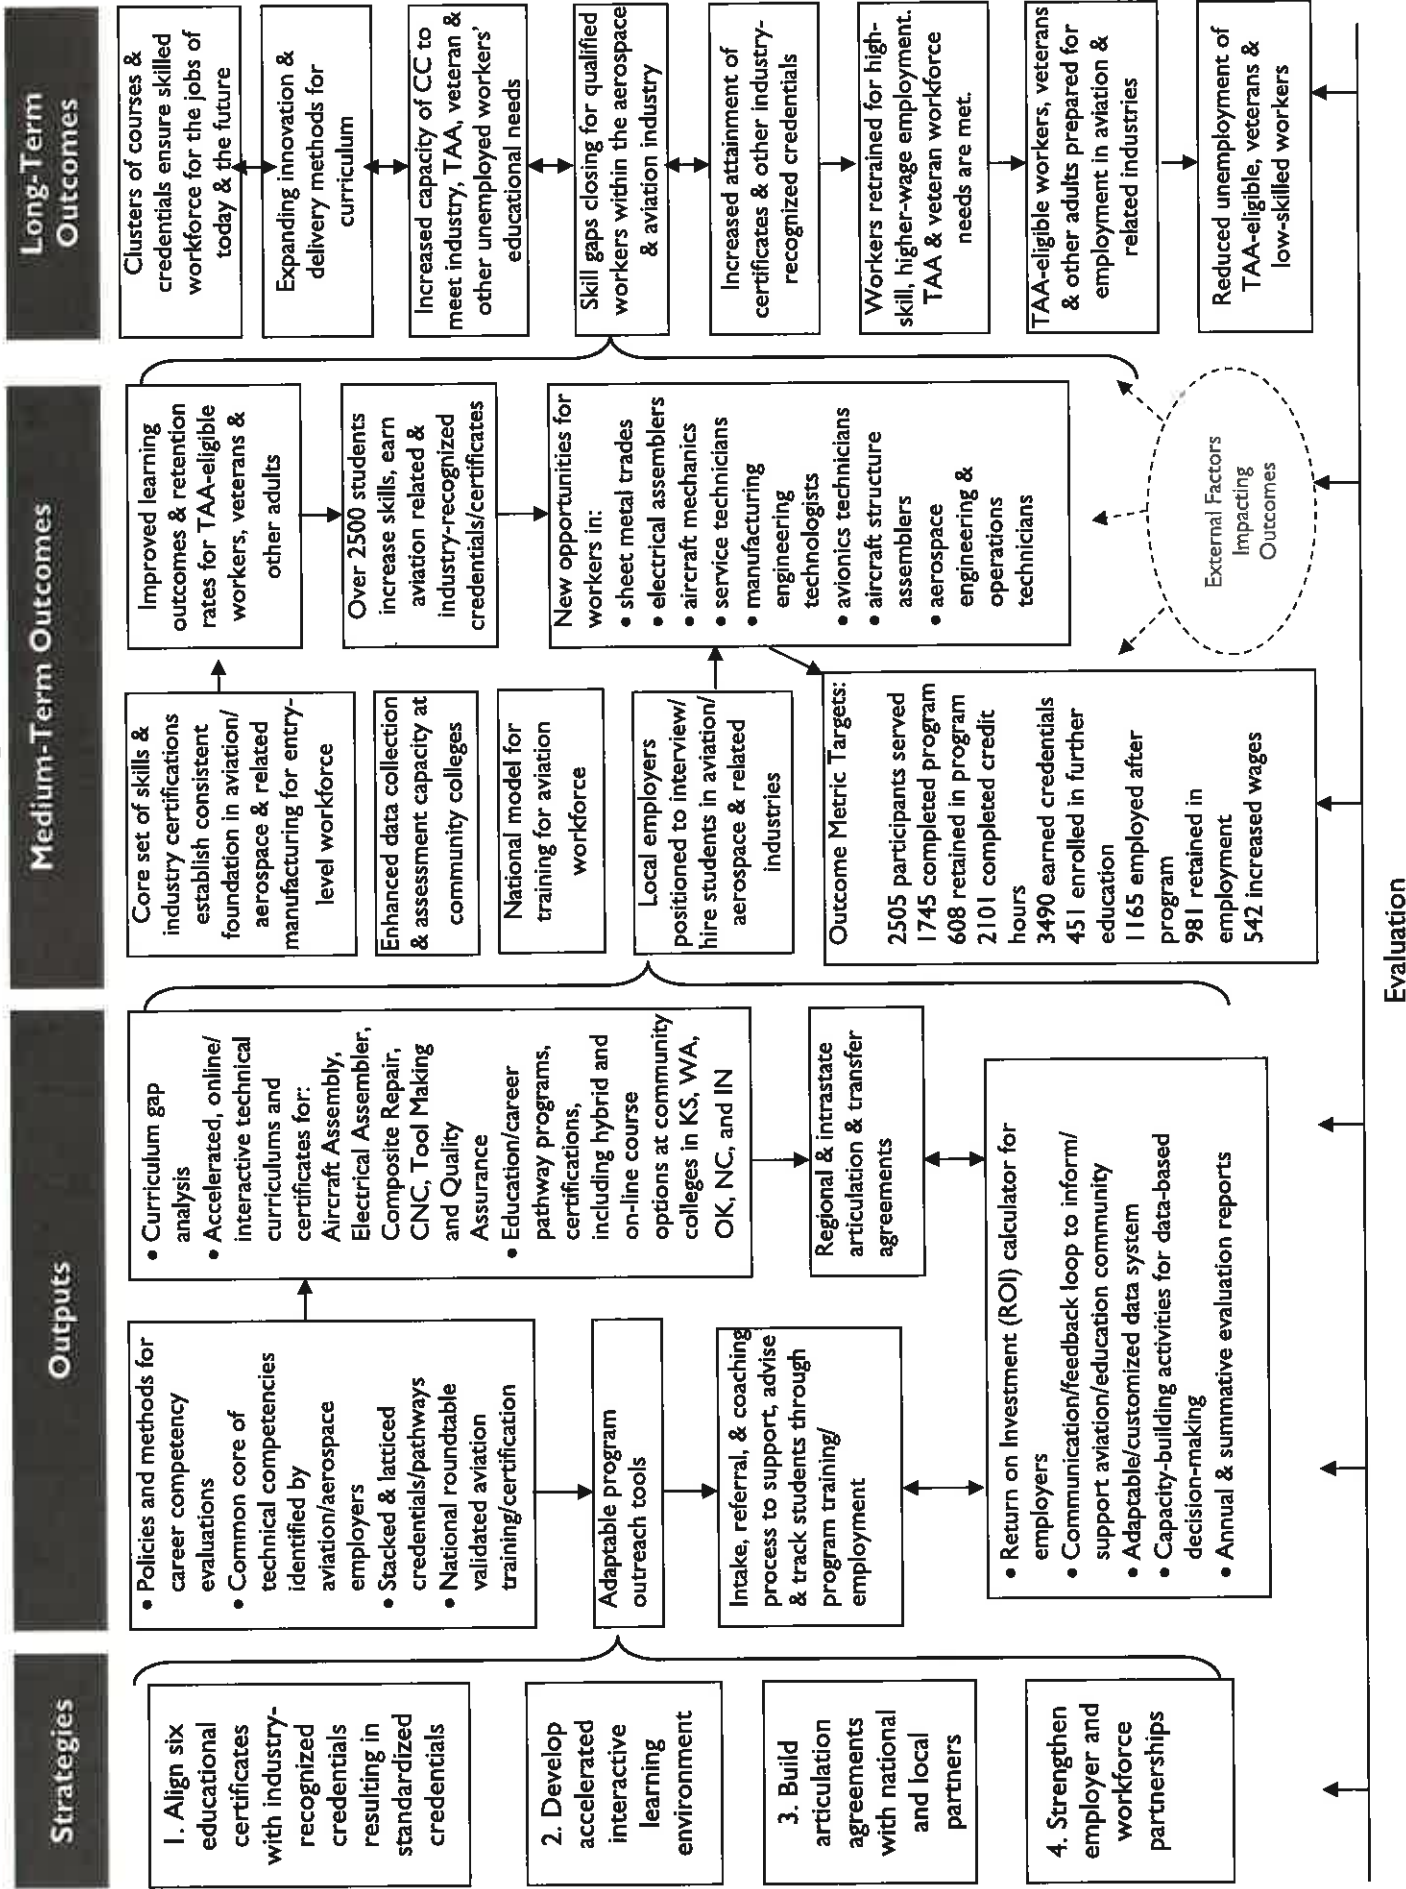 Strategies
1. Align six
educational
certificates
with industry-
recognized
credentials
resulting in
standardized
credentials
2. Develop
accelerated
interactive
learning
environment
3. Build
articulation
agreements
with national
and local
partners
4. Strengthen
employer and
workforce
partnerships
Outputs
• Policies and methods for
career competency
evaluations
• Common core of
technical competencies
identified by
aviation/aerospace
employers
• Stacked & latticed
credentials/pathways
• National roundtable
validated aviation
training/certification
Adaptable program
outreach tools
Intake, referral, & coaching
process to support, advise
& track students through
program training/
employment
• Curriculum gap
analysis
• Accelerated, online/
interactive technical
curriculums and
certificates for:
Aircraft Assembly,
Electrical Assembler,
Composite Repair,
CNC, Tool Making
and Quality
Assurance
• Education/career
pathway programs,
certifications,
including hybrid and
on-line course
options at community
colleges in KS, WA,
OK, NC, and IN
Regional & intrastate
articulation & transfer
agreements
• Return on Investment (ROI) calculator for
employers
• Communication/feedback loop to inform/
support aviation/education community
• Adaptable/customized data system
• Capacity-building activities for data-based
decision-making
• Annual & summative evaluation reports
Medium-Term Outcomes
Core set of skills &
industry certifications
establish consistent
foundation in aviation/
aerospace & related
manufacturing for entry-
level workforce
Enhanced data collection
& assessment capacity at
community colleges
National model for
training for aviation
workforce
Local employers
positioned to interview/
hire students in aviation/
aerospace & related
industries
Outcome Metric Targets:
2505 participants served
1745 completed program
608 retained in program
2101 completed credit
hours
3490 earned credentials
451 enrolled in further
education
1165 employed after
program
981 retained in
employment
542 increased wages
Improved learning
outcomes & retention
rates for TAA-eligible
workers, veterans &
other adults
Over 2500 students
increase skills, earn
aviation related &
industry-recognized
credentials/certificates
New opportunities for
workers in:
• sheet metal trades
• electrical assemblers
• aircraft mechanics
• service technicians
• manufacturing
engineering
technologists
• avionics technicians
• aircraft structure
assemblers
• aerospace
engineering &
operations
technicians
External Factors
Impacting
Outcomes
Long-Term
Outcomes
Clusters of courses &
credentials ensure skilled
workforce for the jobs of
today & the future
Expanding innovation &
delivery methods for
curriculum
Increased capacity of CC to
meet industry, TAA, veteran &
other unemployed workers'
educational needs
Skill gaps closing for qualified
workers within the aerospace
& aviation industry
Increased attainment of
certificates & other industry-
recognized credentials
Workers retrained for high-
skill, higher-wage employment.
TAA & veteran workforce
needs are met.
TAA-eligible workers, veterans
& other adults prepared for
employment in aviation &
related industries
Reduced unemployment of
TAA-eligible, veterans &
low-skilled workers
Evaluation